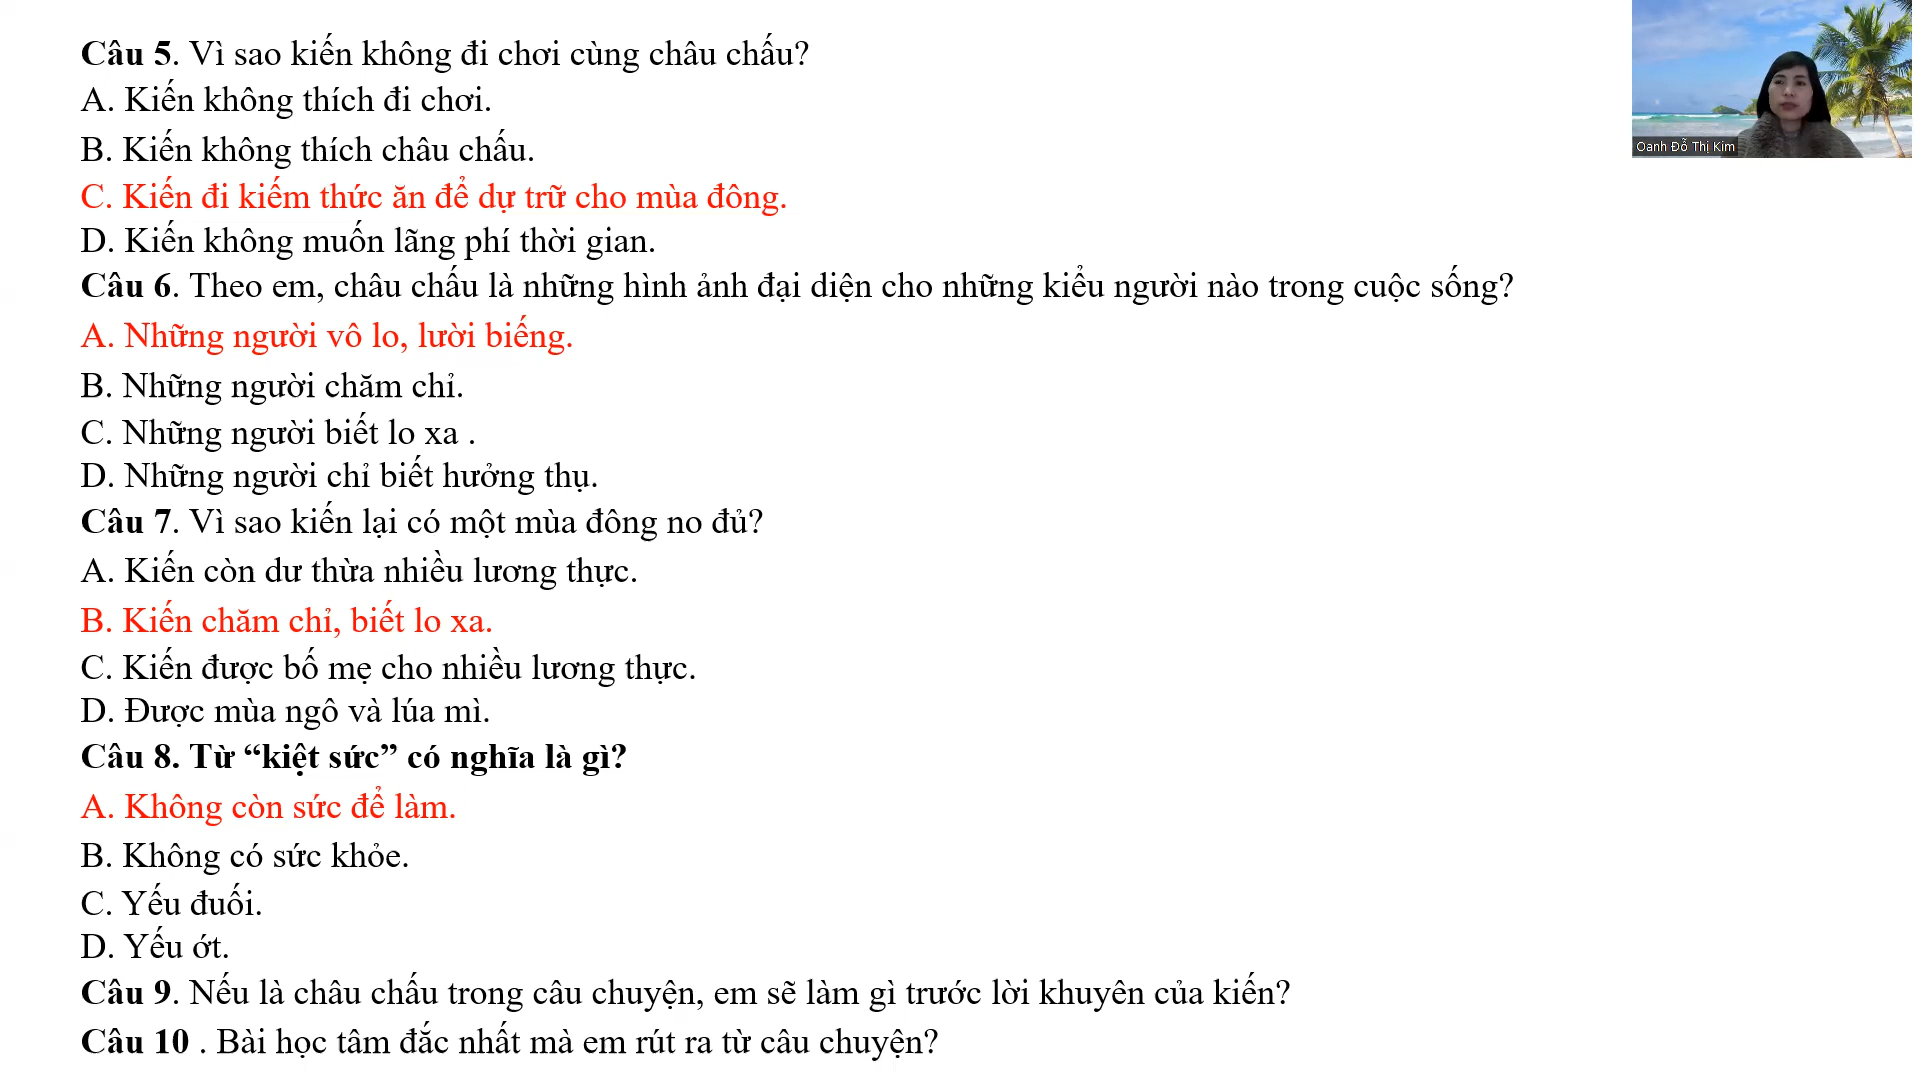 Câu 5. Vì sao kiến không đi chơi cùng châu chấu?
A. Kiến không thích đi chơi.
B. Kiến không thích châu chấu.
C. Kiến đi kiếm thức ăn để dự trữ cho mùa đông.
D. Kiến không muốn lãng phí thời gian.
Câu 6. Theo em, châu chấu là những hình ảnh đại diện cho những kiểu người nào trong cuộc sống?
A. Những người vô lo, lười biếng.
B. Những người chăm chỉ.
C. Những người biết lo xa .
D. Những người chỉ biết hưởng thụ.
Câu 7. Vì sao kiến lại có một mùa đông no đủ?
A. Kiến còn dư thừa nhiều lương thực.
B. Kiến chăm chỉ, biết lo xa.
C. Kiến được bố mẹ cho nhiều lương thực.
D. Được mùa ngô và lúa mì.
Câu 8. Từ “kiệt sức” có nghĩa là gì?
A. Không còn sức để làm.
B. Không có sức khỏe.
C. Yếu đuối.
D. Yếu ớt.
Câu 9. Nếu là châu chấu trong câu chuyện, em sẽ làm gì trước lời khuyên của kiến?
Câu 10 . Bài học tâm đắc nhất mà em rút ra từ câu chuyện?
Oanh Đỗ Thị Kim